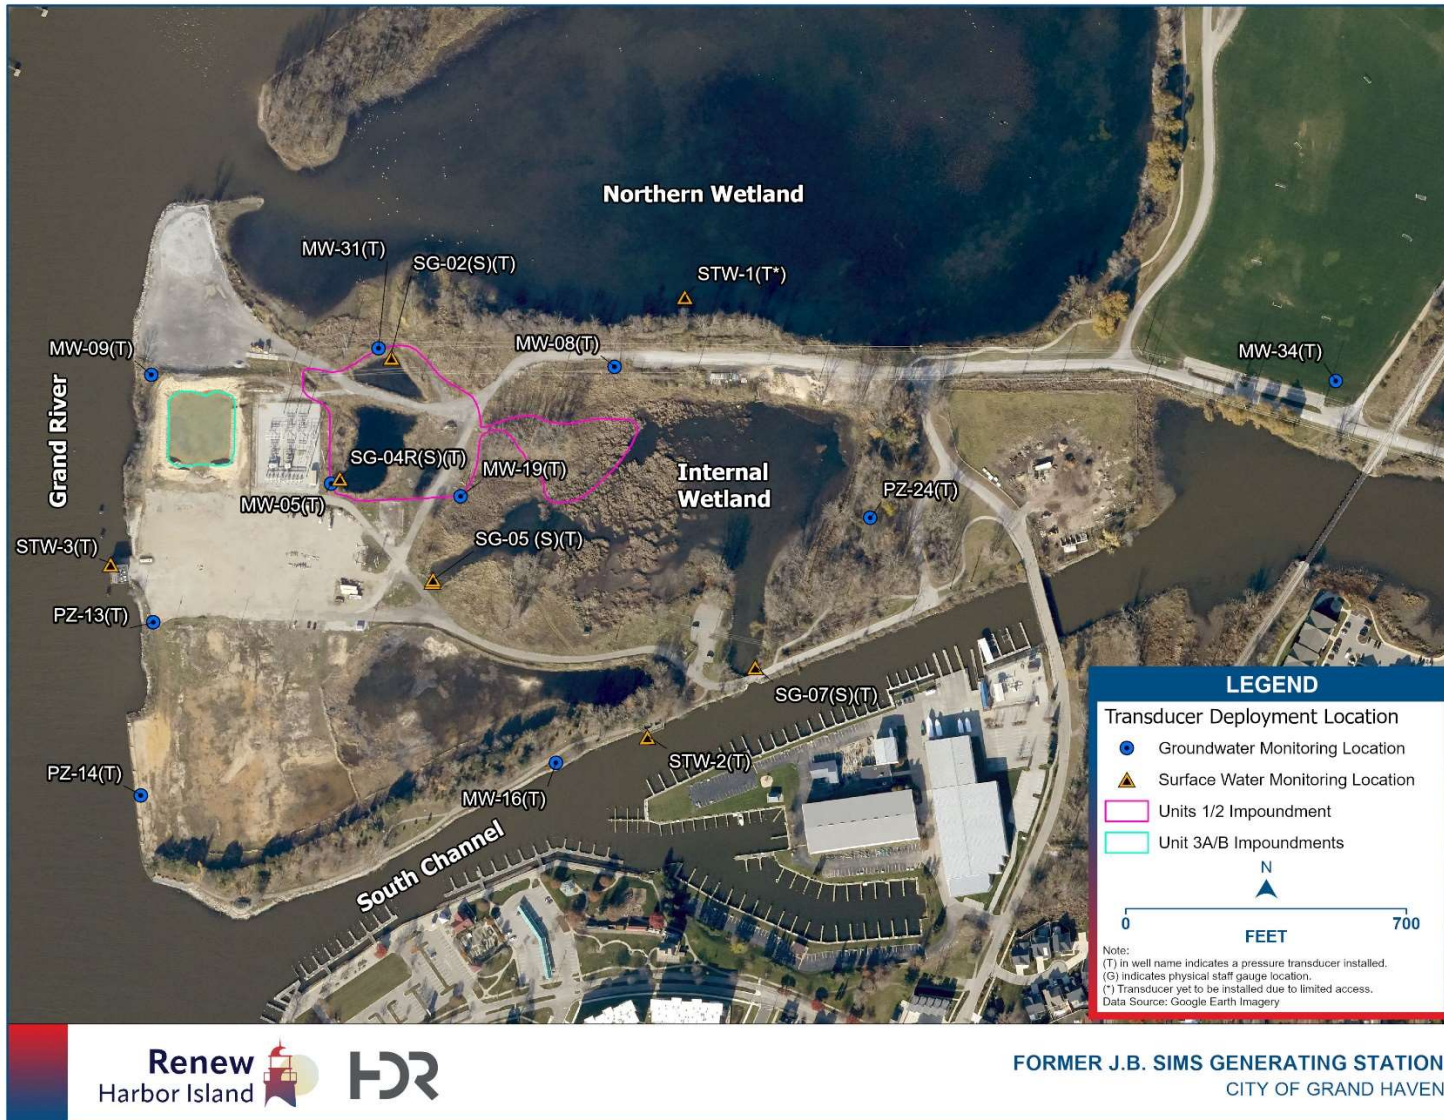 Northern Wetland
MW-31(T)
SG-02(S)(T)
STW-1(T*)
MW-09(T)
MW-08(T)
MW-34(T)
Grand River
SG-04R(S)(T)
MW-19(T)
Internal
Wetland
MW-05(T)
PZ-24(T)
STW-3(T)
SG-05 (S)(T)
PZ-13(T)
SG-07(S)(T)
STW-2(T)
PZ-14(T)
MW-16(T)
South Channel
LEGEND
Transducer Deployment Location
Groundwater Monitoring Location
Surface Water Monitoring Location
Units 1/2 Impoundment
Unit 3A/B Impoundments
N
0 700
FEET
Note:
(T) in well name indicates a pressure transducer installed.
(G) indicates physical staff gauge location.
(*) Transducer yet to be installed due to limited access.
Data Source: Google Earth Imagery
Renew
Harbor Island
HDR
FORMER J.B. SIMS GENERATING STATION
CITY OF GRAND HAVEN